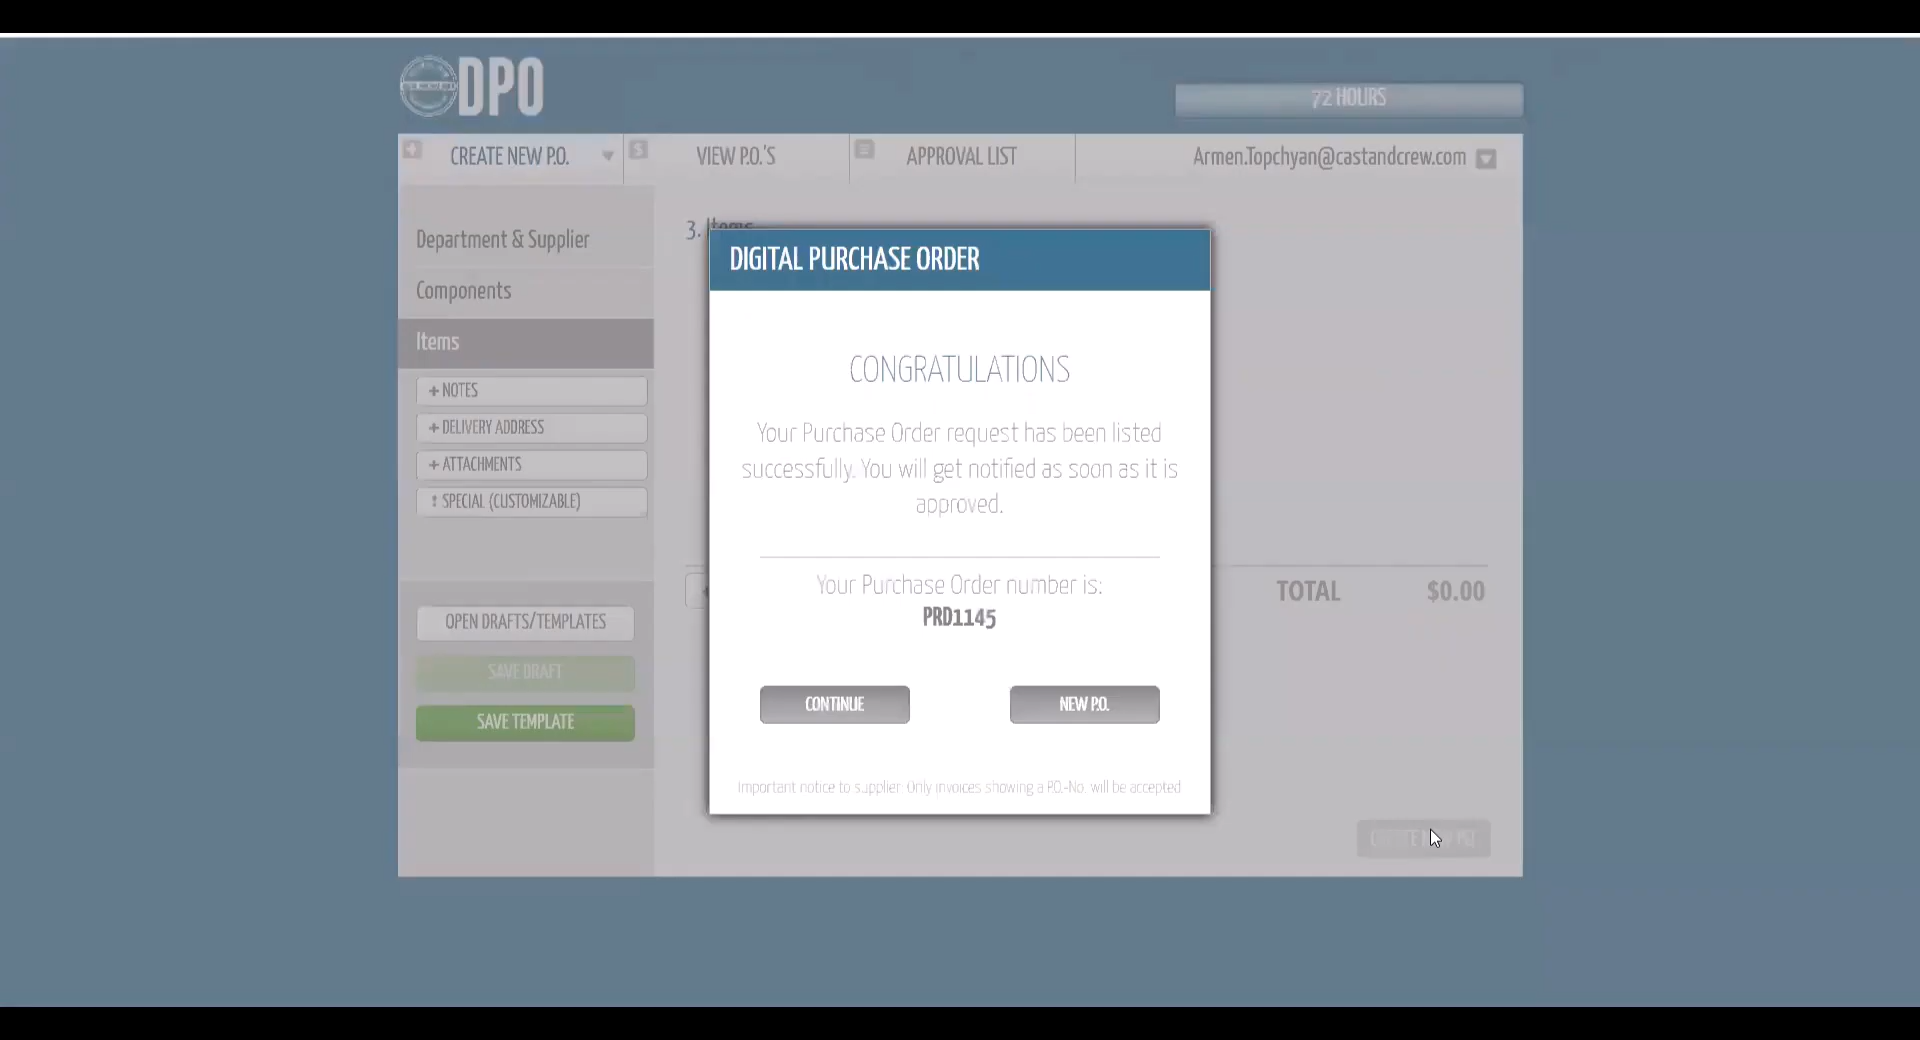 DPO
72 HOURS
CREATE NEW P.O.
VIEW P.O.'S
APPROVAL LIST
Armen.Topchyan@castandcrew.com
Department & Supplier
Components
Items
+ NOTES
+ DELIVERY ADDRESS
+ ATTACHMENTS
! SPECIAL (CUSTOMIZABLE)
OPEN DRAFTS/TEMPLATES
SAVE DRAFT
SAVE TEMPLATE
3. Items
DIGITAL PURCHASE ORDER
CONGRATULATIONS
Your Purchase Order request has been listed
successfully. You will get notified as soon as it is
approved.
Your Purchase Order number is:
PRD1145
CONTINUE
NEW P.O.
Important notice to supplier: Only invoices showing a P.O.-No. will be accepted
TOTAL
$0.00